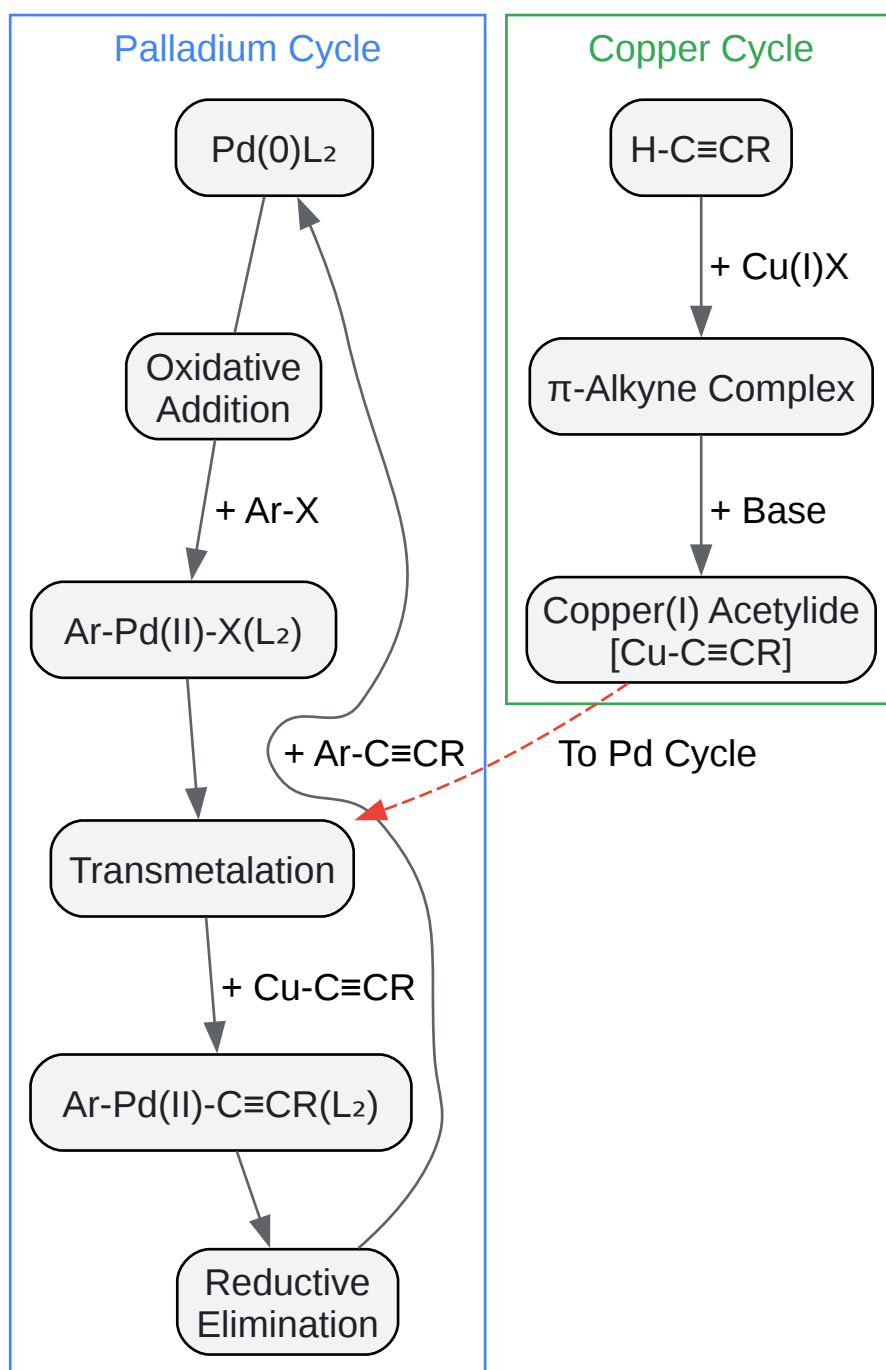 Palladium Cycle
Pd(0)L₂
Oxidative
Addition
+ Ar-X
Ar-Pd(II)-X(L₂)
+ Ar-C≡CR
Transmetalation
+ Cu-C≡CR
Ar-Pd(II)-C≡CR(L₂)
Reductive
Elimination
Copper Cycle
H-C≡CR
+ Cu(I)X
π-Alkyne Complex
+ Base
Copper(I) Acetylide
[Cu-C≡CR]
To Pd Cycle